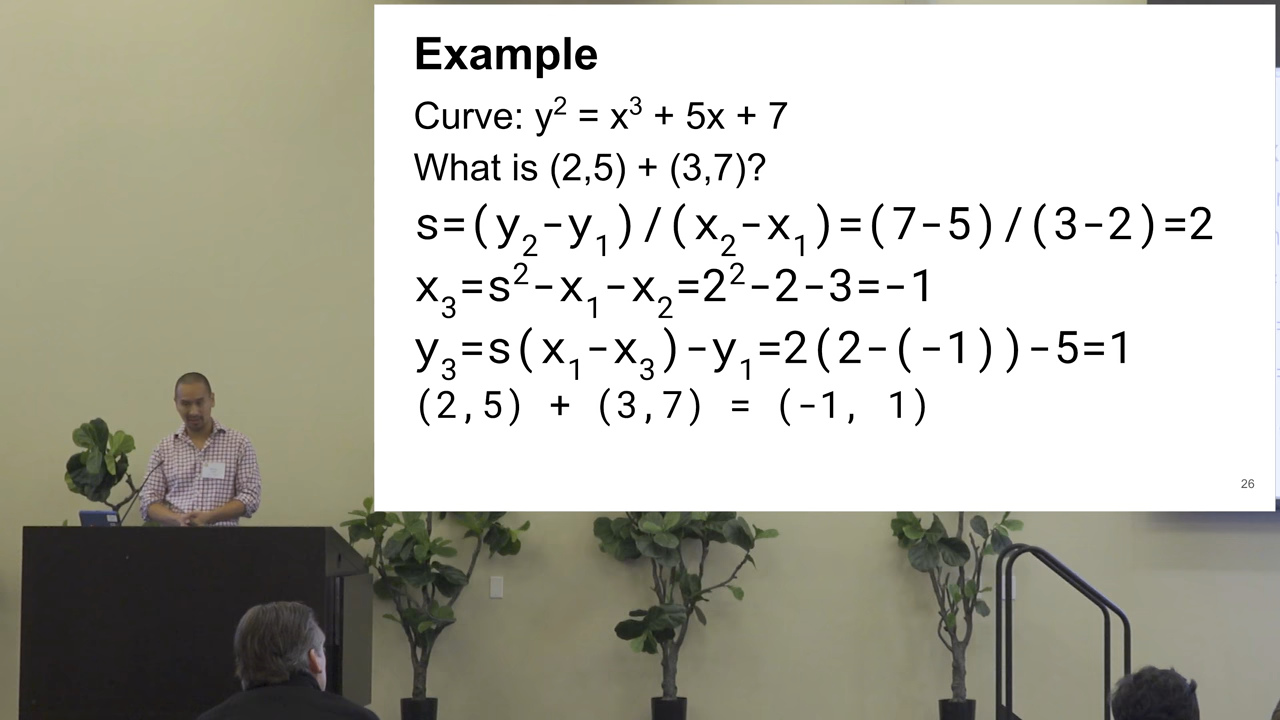 Example
Curve: y² = x³ + 5x + 7
What is (2,5) + (3,7)?
s=(y₂-y₁)/(x₂-x₁)=(7-5)/(3-2)=2
x₃=s²-x₁-x₂=2²-2-3=-1
y₃=s(x₁-x₃)-y₁=2(2-(-1))-5=1
(2,5) + (3,7) = (-1, 1)
26